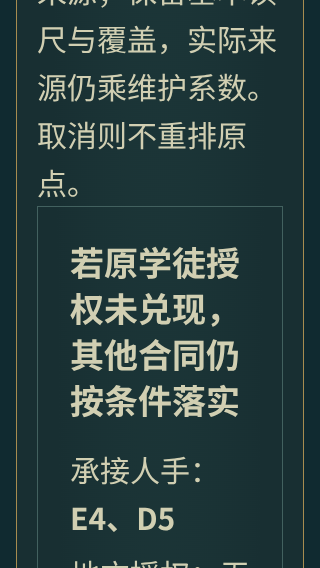 尺与覆盖，实际来
源仍乘维护系数。
取消则不重排原
点。
若原学徒授
权未兑现，
其他合同仍
按条件落实
承接人手：
E4、D5